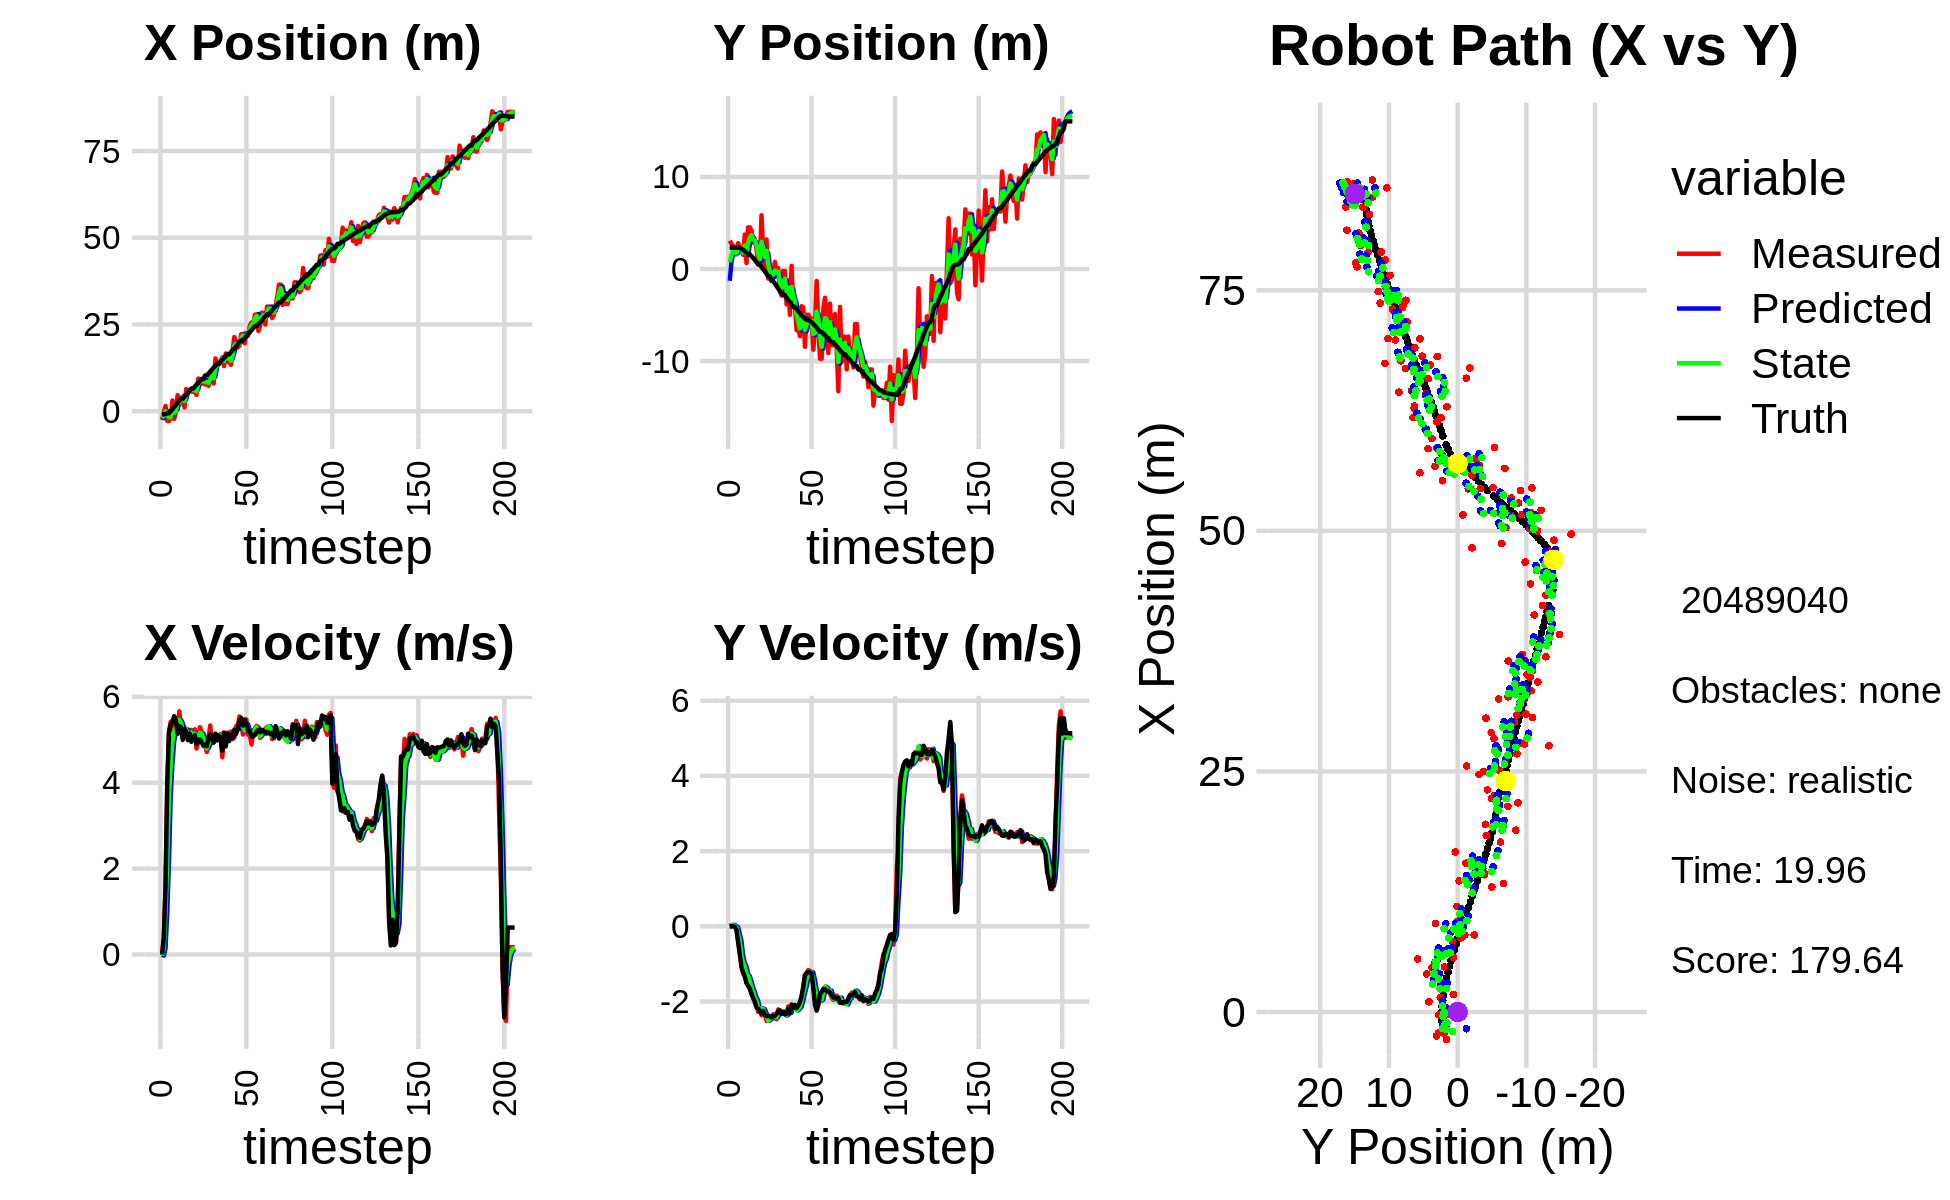 X Position (m)
75
50
25
0
0
50
100
150
200
timestep
Y Position (m)
10
0
-10
0
50
100
150
200
timestep
X Velocity (m/s)
6
4
2
0
0
50
100
150
200
timestep
Y Velocity (m/s)
6
4
2
0
-2
0
50
100
150
200
timestep
Robot Path (X vs Y)
X Position (m)
75
50
25
0
20 10 0 -10 -20
Y Position (m)
variable
Measured
Predicted
State
Truth
20489040
Obstacles: none
Noise: realistic
Time: 19.96
Score: 179.64